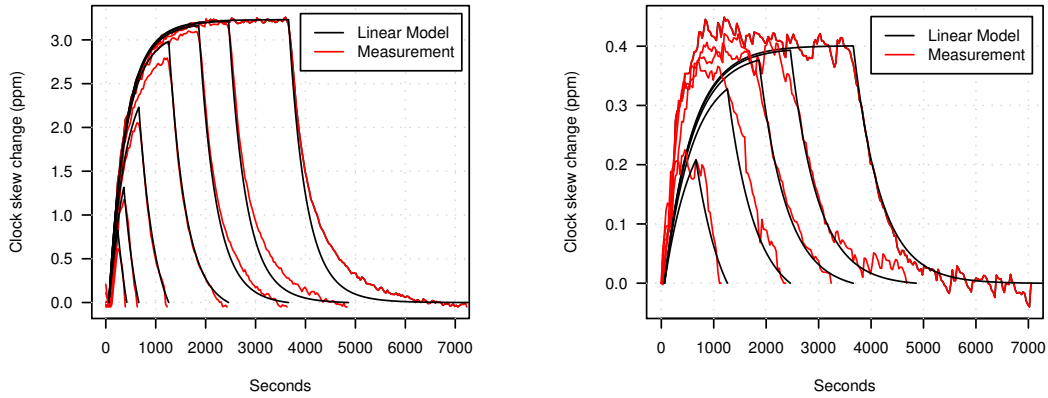 Clock skew change (ppm)
3.0
2.5
2.0
1.5
1.0
0.5
0.0
0 1000 2000 3000 4000 5000 6000 7000
Seconds
Linear Model
Measurement
Clock skew change (ppm)
0.4
0.3
0.2
0.1
0.0
0 1000 2000 3000 4000 5000 6000 7000
Seconds
Linear Model
Measurement